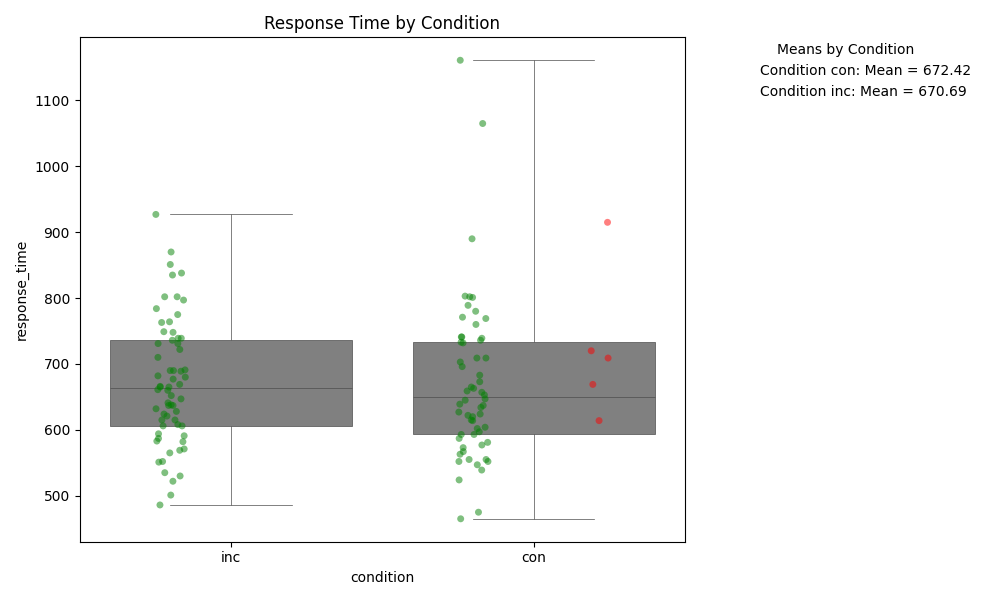 Response Time by Condition
Means by Condition
Condition con: Mean = 672.42
Condition inc: Mean = 670.69
response_time
1100
1000
900
800
700
600
500
inc
con
condition